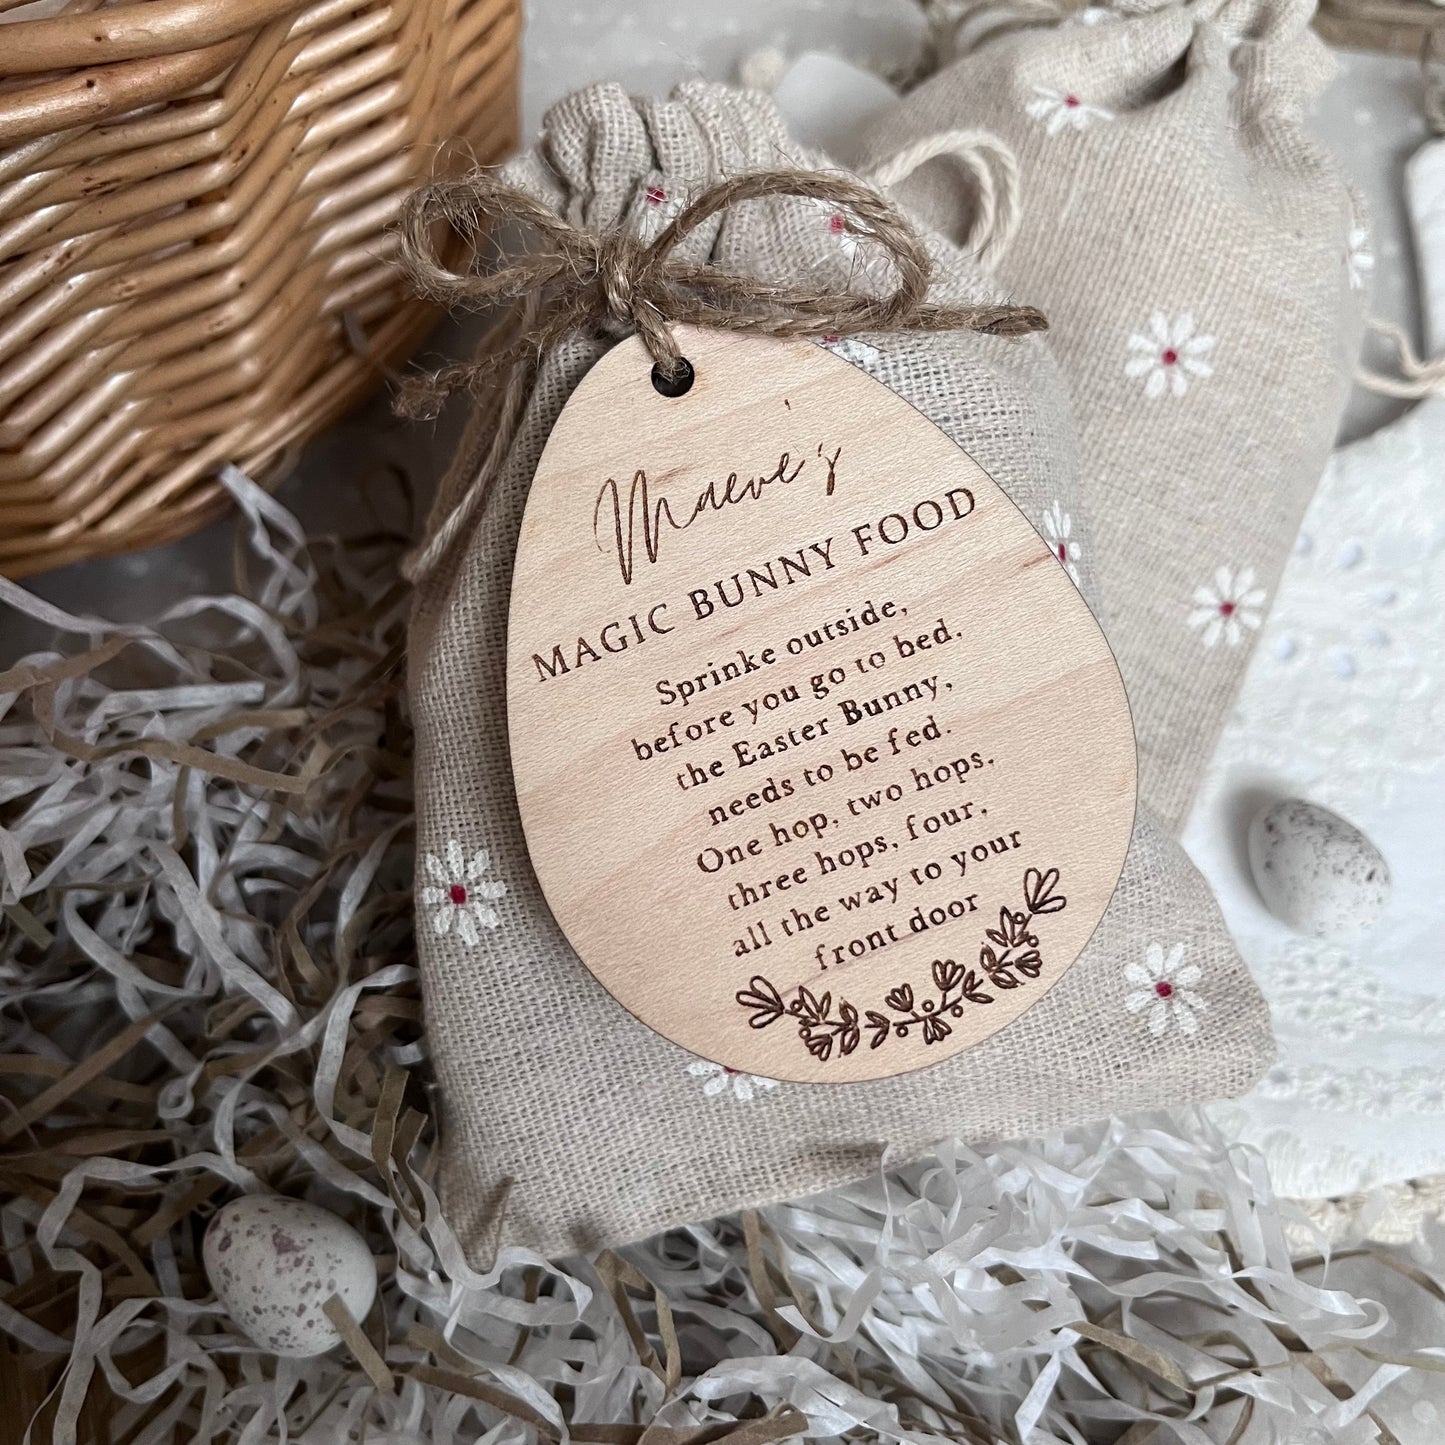 Maeve's
MAGIC BUNNY FOOD
Sprinke outside,
before you go to bed.
the Easter Bunny,
needs to be fed.
One hop, two hops,
three hops, four,
all the way to your
front door